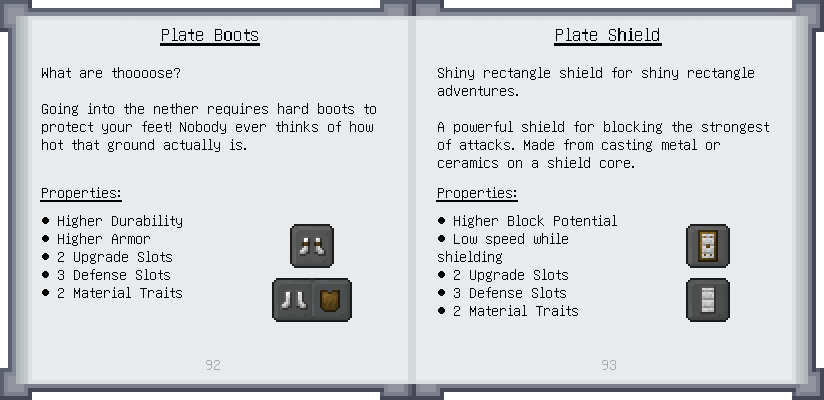 Plate Boots
What are thoooose?
Going into the nether requires hard boots to
protect your feet! Nobody ever thinks of how
hot that ground actually is.
Properties:
● Higher Durability
● Higher Armor
● 2 Upgrade Slots
● 3 Defense Slots
● 2 Material Traits
92
Plate Shield
Shiny rectangle shield for shiny rectangle
adventures.
A powerful shield for blocking the strongest
of attacks. Made from casting metal or
ceramics on a shield core.
Properties:
● Higher Block Potential
● Low speed while
shielding
● 2 Upgrade Slots
● 3 Defense Slots
● 2 Material Traits
93